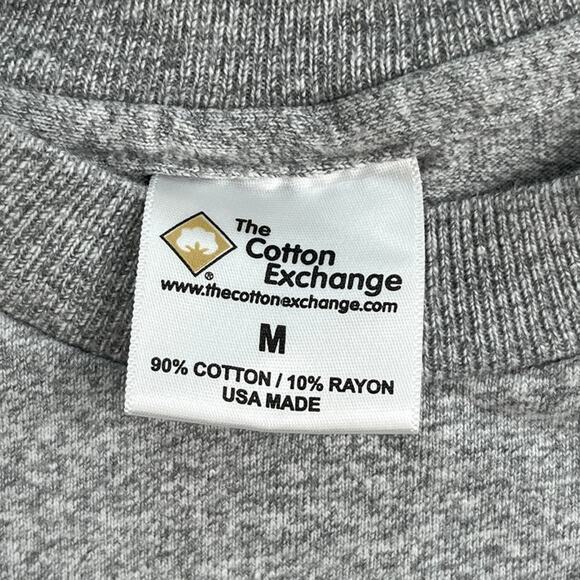 The
Cotton
Exchange
®
www.thecottonexchange.com
M
90% COTTON / 10% RAYON
USA MADE